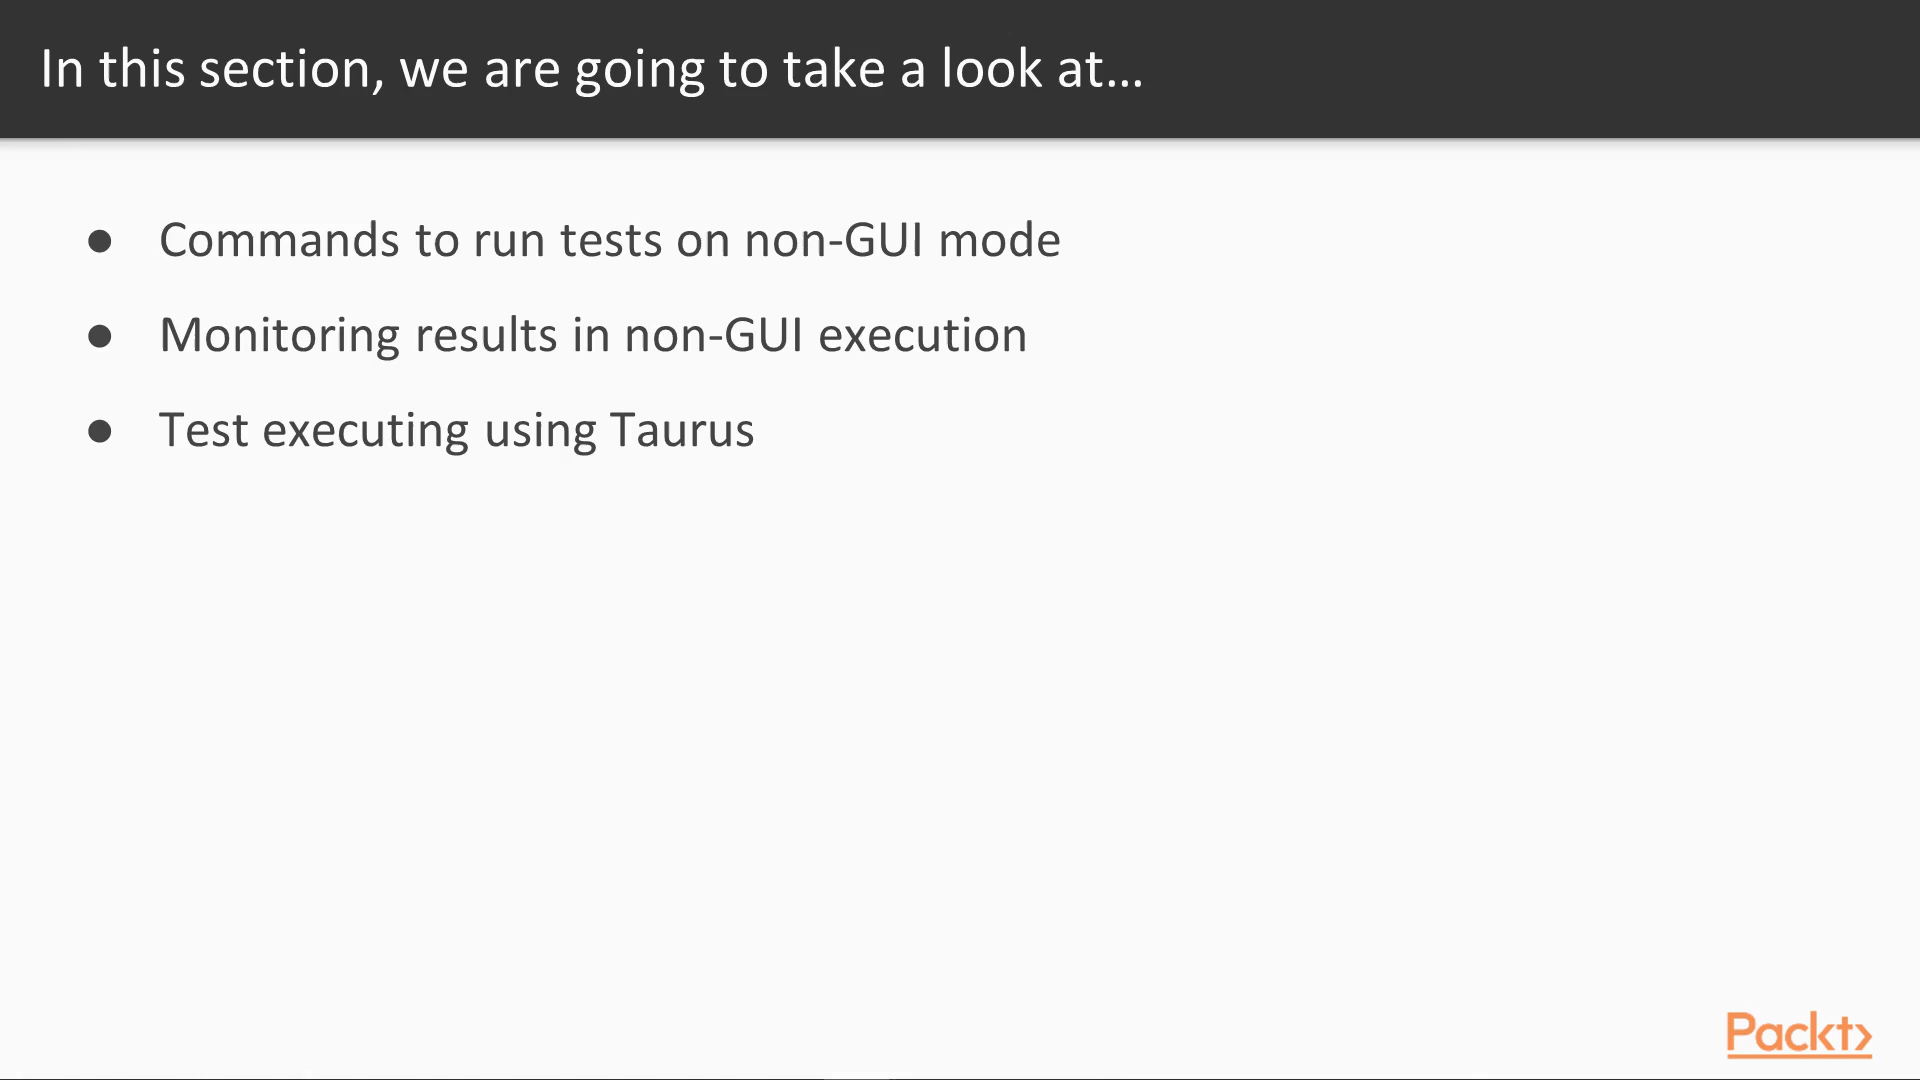 In this section, we are going to take a look at...
● Commands to run tests on non-GUI mode
● Monitoring results in non-GUI execution
● Test executing using Taurus
Packt>